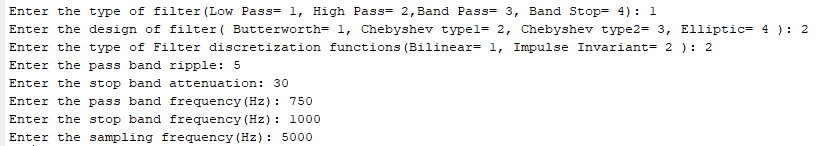 Enter the type of filter(Low Pass= 1, High Pass= 2,Band Pass= 3, Band Stop= 4): 1
Enter the design of filter( Butterworth= 1, Chebyshev type1= 2, Chebyshev type2= 3, Elliptic= 4 ): 2
Enter the type of Filter discretization functions(Bilinear= 1, Impulse Invariant= 2 ): 2
Enter the pass band ripple: 5
Enter the stop band attenuation: 30
Enter the pass band frequency(Hz): 750
Enter the stop band frequency(Hz): 1000
Enter the sampling frequency(Hz): 5000